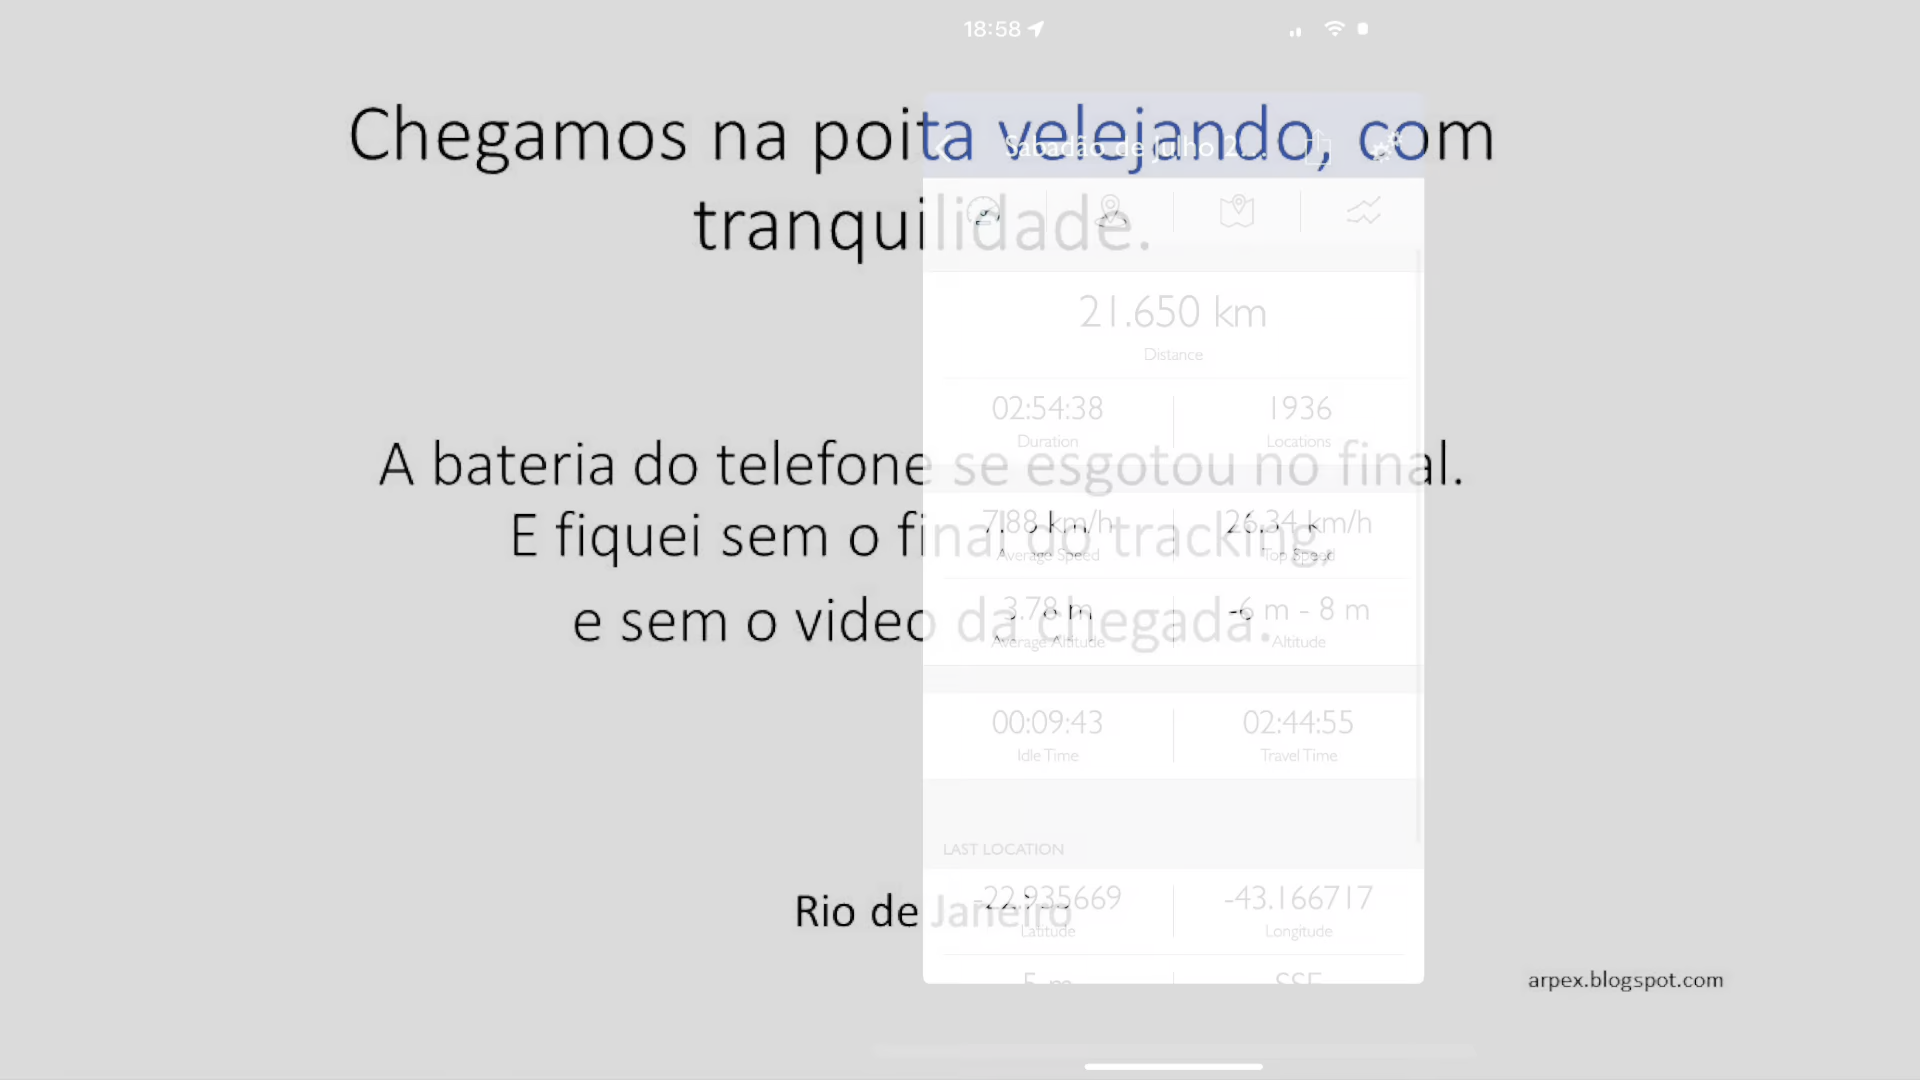 18:58
Chegamos na poita velejando, com
tranquilidade.
Sabadão de Julho 2...
21.650 km
Distance
02:54:38
Duration
1936
Locations
A bateria do telefone se esgotou no final.
E fiquei sem o final do tracking,
e sem o video da chegada.
7.88 km/h
Average Speed
26.34 km/h
Top Speed
3.78 m
Average Altitude
-6 m - 8 m
Altitude
00:09:43
Idle Time
02:44:55
Travel Time
LAST LOCATION
-22.935669
Latitude
-43.166717
Longitude
Rio de Janeiro
5 m
SSE
arpex.blogspot.com